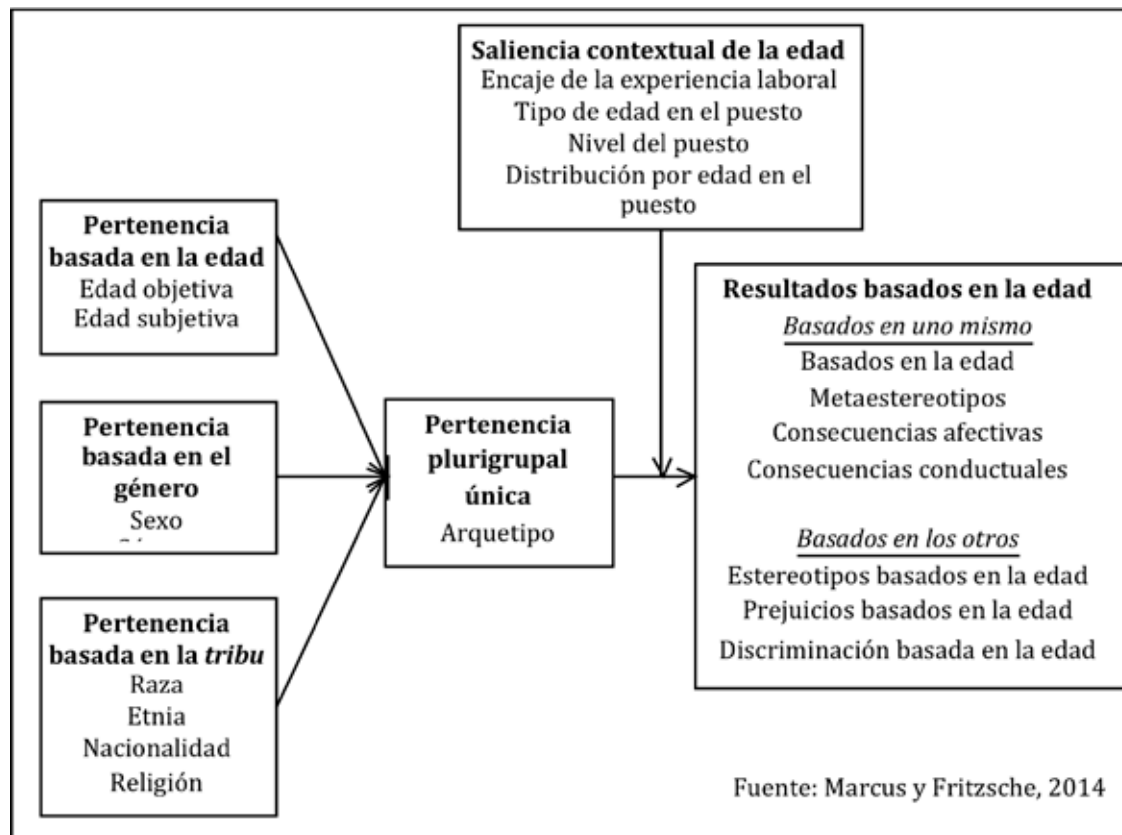 Saliencia contextual de la edad
Encaje de la experiencia laboral
Tipo de edad en el puesto
Nivel del puesto
Distribución por edad en el
puesto
Pertenencia
basada en la edad
Edad objetiva
Edad subjetiva
Pertenencia
basada en el
género
Sexo
Pertenencia
basada en la tribu
Raza
Etnia
Nacionalidad
Religión
Pertenencia
plurigrupal
única
Arquetipo
Resultados basados en la edad
Basados en uno mismo
Basados en la edad
Metaestereotipos
Consecuencias afectivas
Consecuencias conductuales
Basados en los otros
Estereotipos basados en la edad
Prejuicios basados en la edad
Discriminación basada en la edad
Fuente: Marcus y Fritzsche, 2014